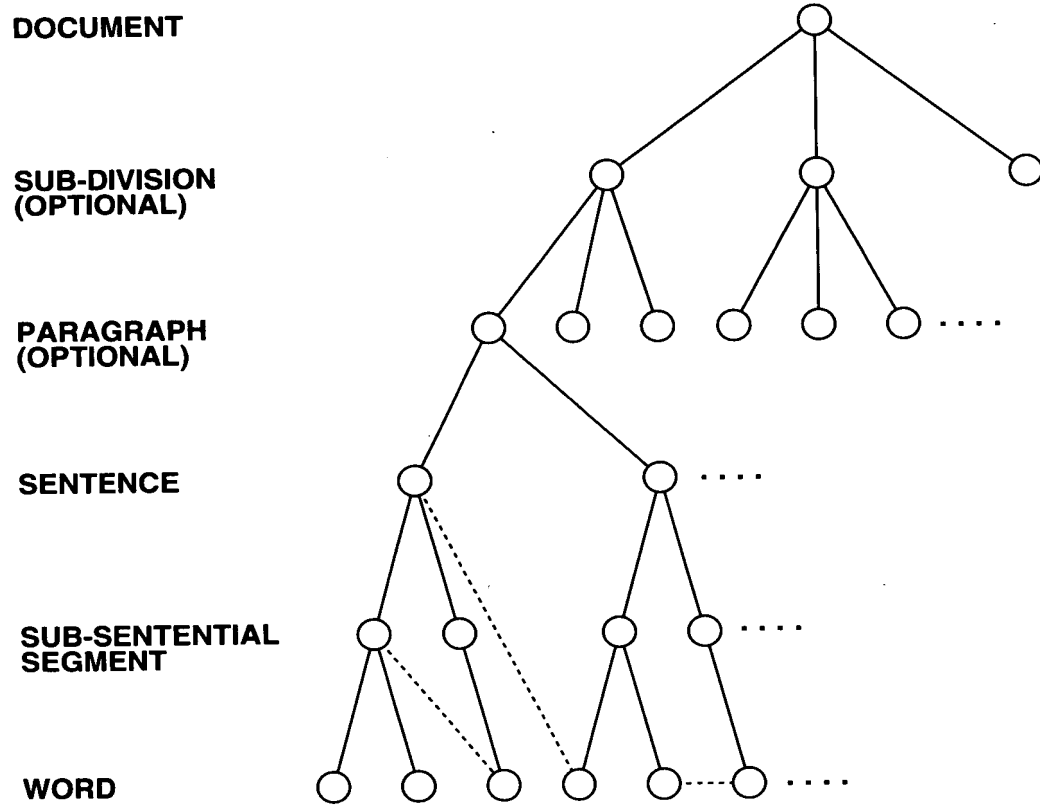 DOCUMENT
SUB-DIVISION
(OPTIONAL)
PARAGRAPH
(OPTIONAL)
SENTENCE
SUB-SENTENTIAL
SEGMENT
WORD